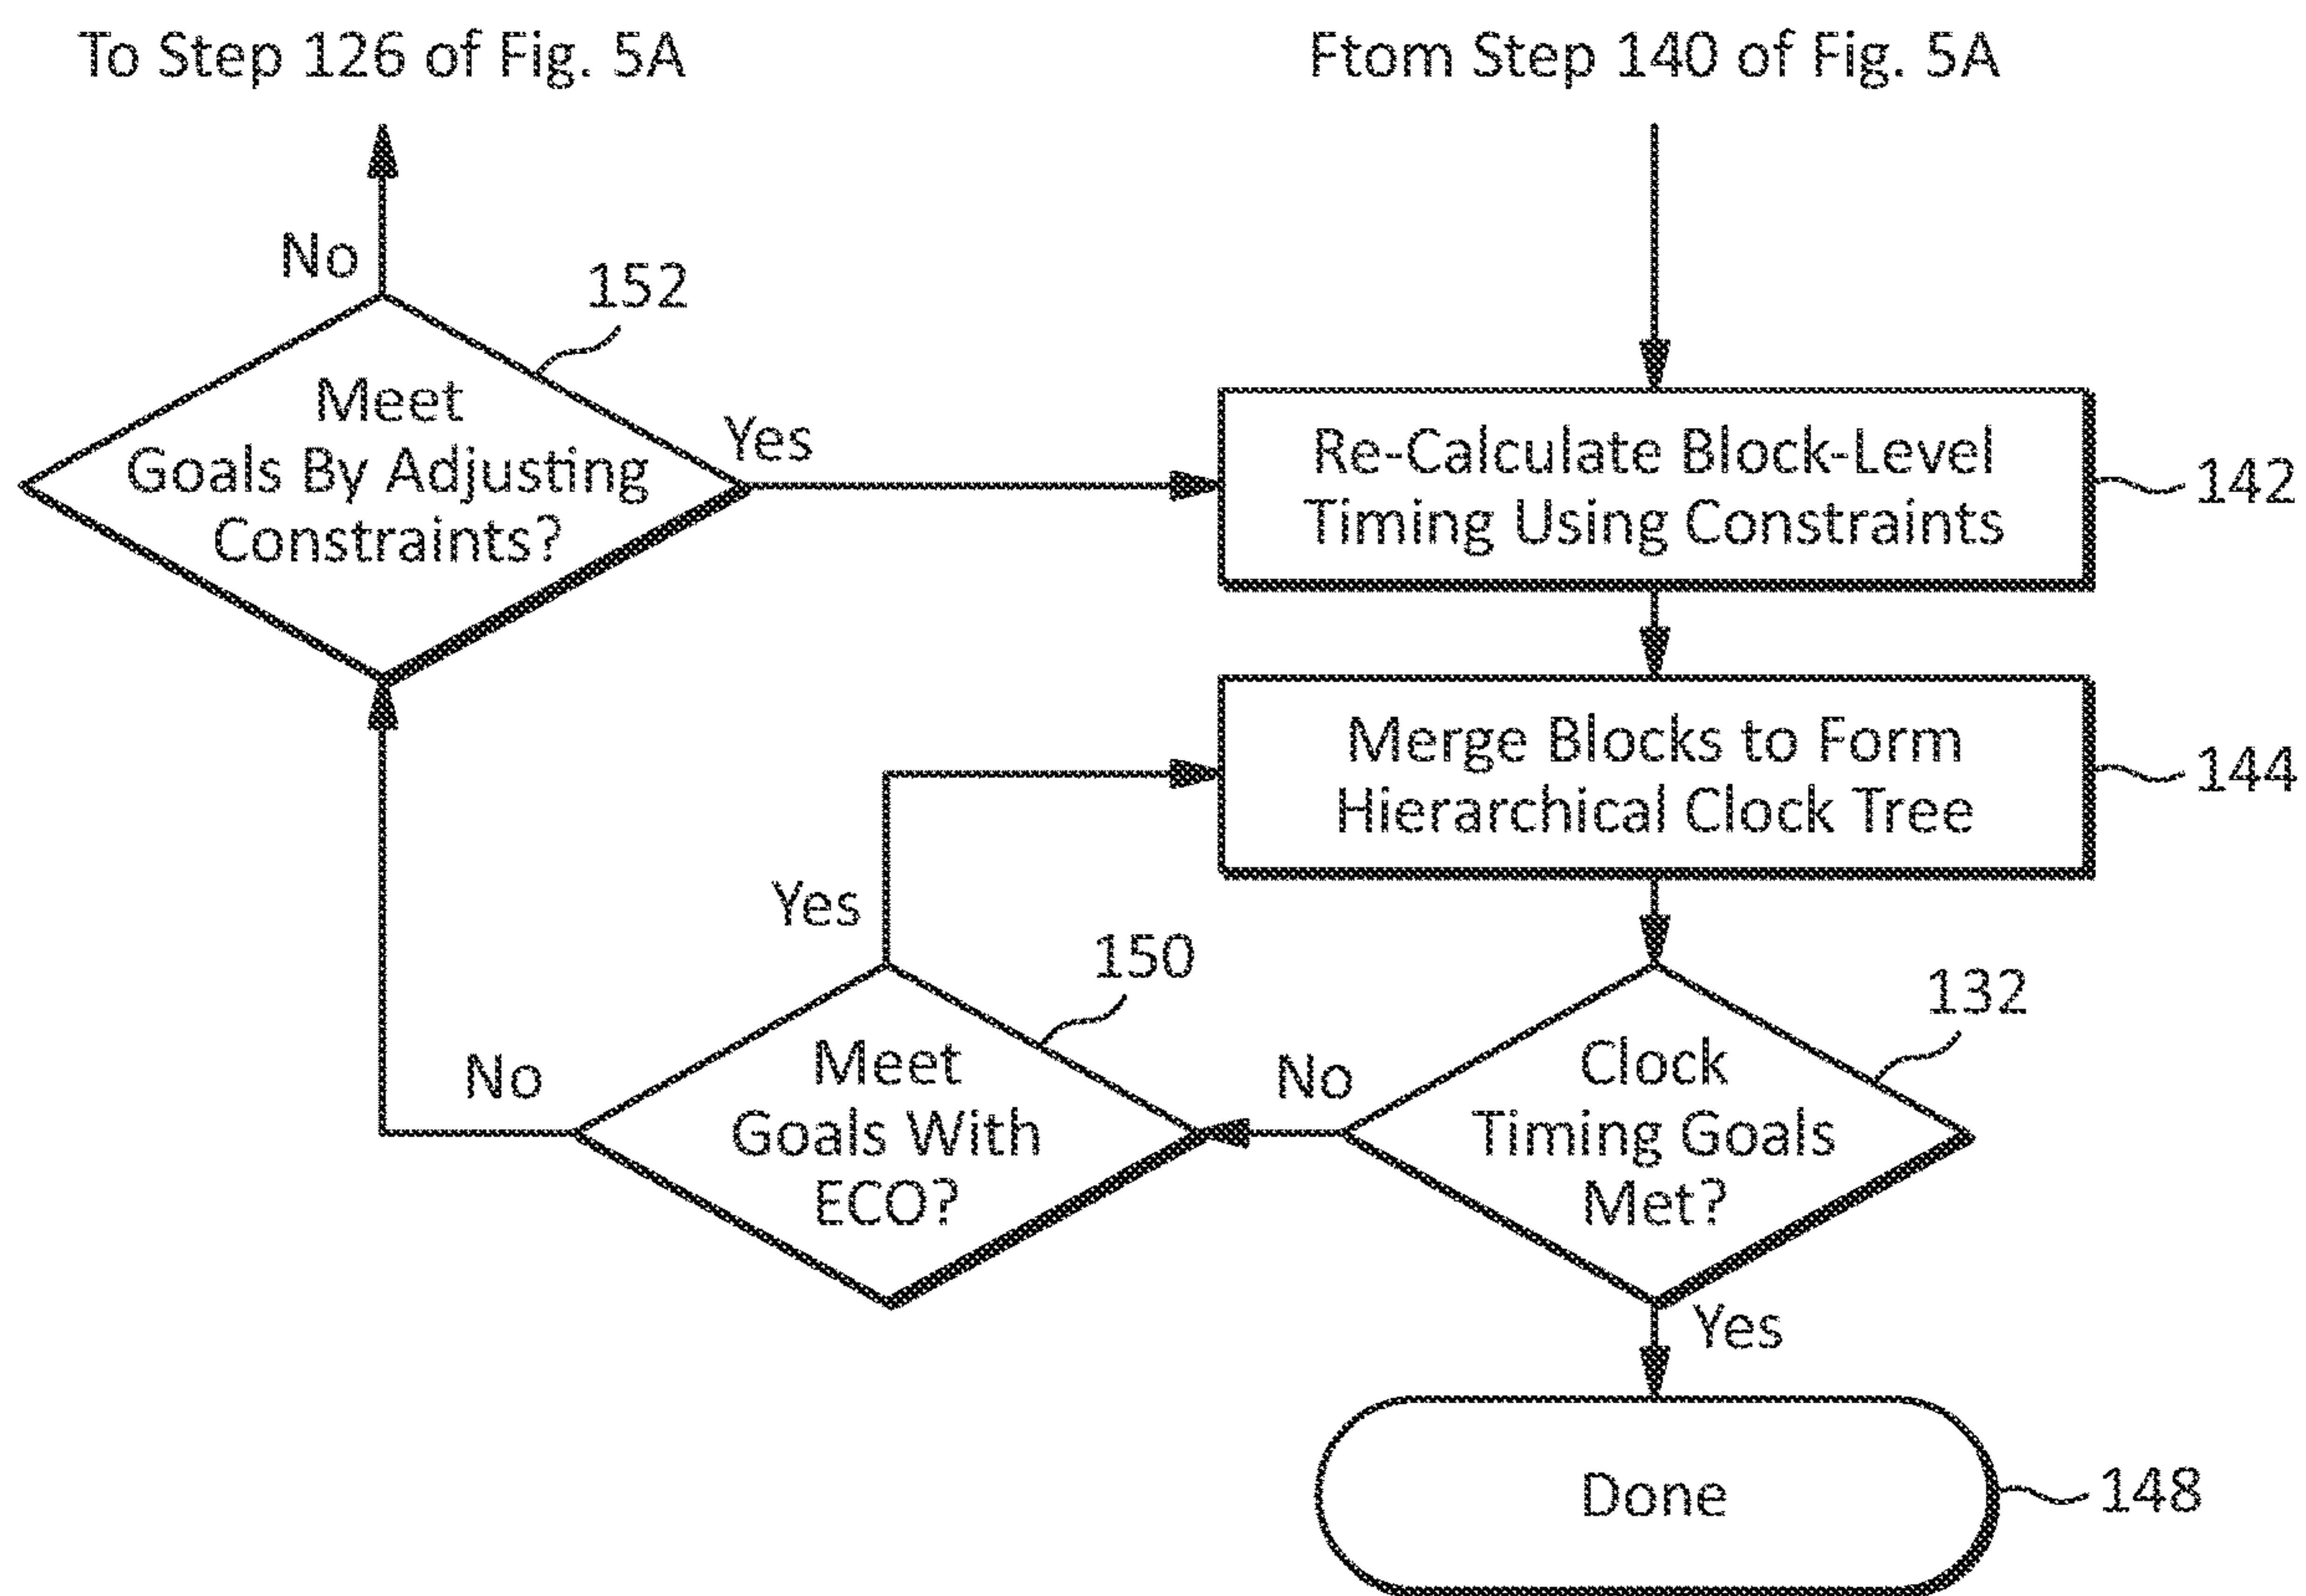 To Step 126 of Fig. 5A
Ftom Step 140 of Fig. 5A
No
152
Meet
Goals By Adjusting
Constraints?
Yes
Re-Calculate Block-Level
Timing Using Constraints
142
Merge Blocks to Form
Hierarchical Clock Tree
144
Yes
150
132
No
Meet
Goals With
ECO?
No
Clock
Timing Goals
Met?
Yes
Done
148